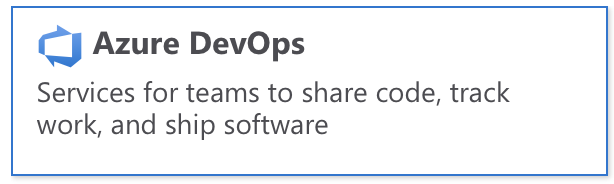 Azure DevOps
Services for teams to share code, track
work, and ship software